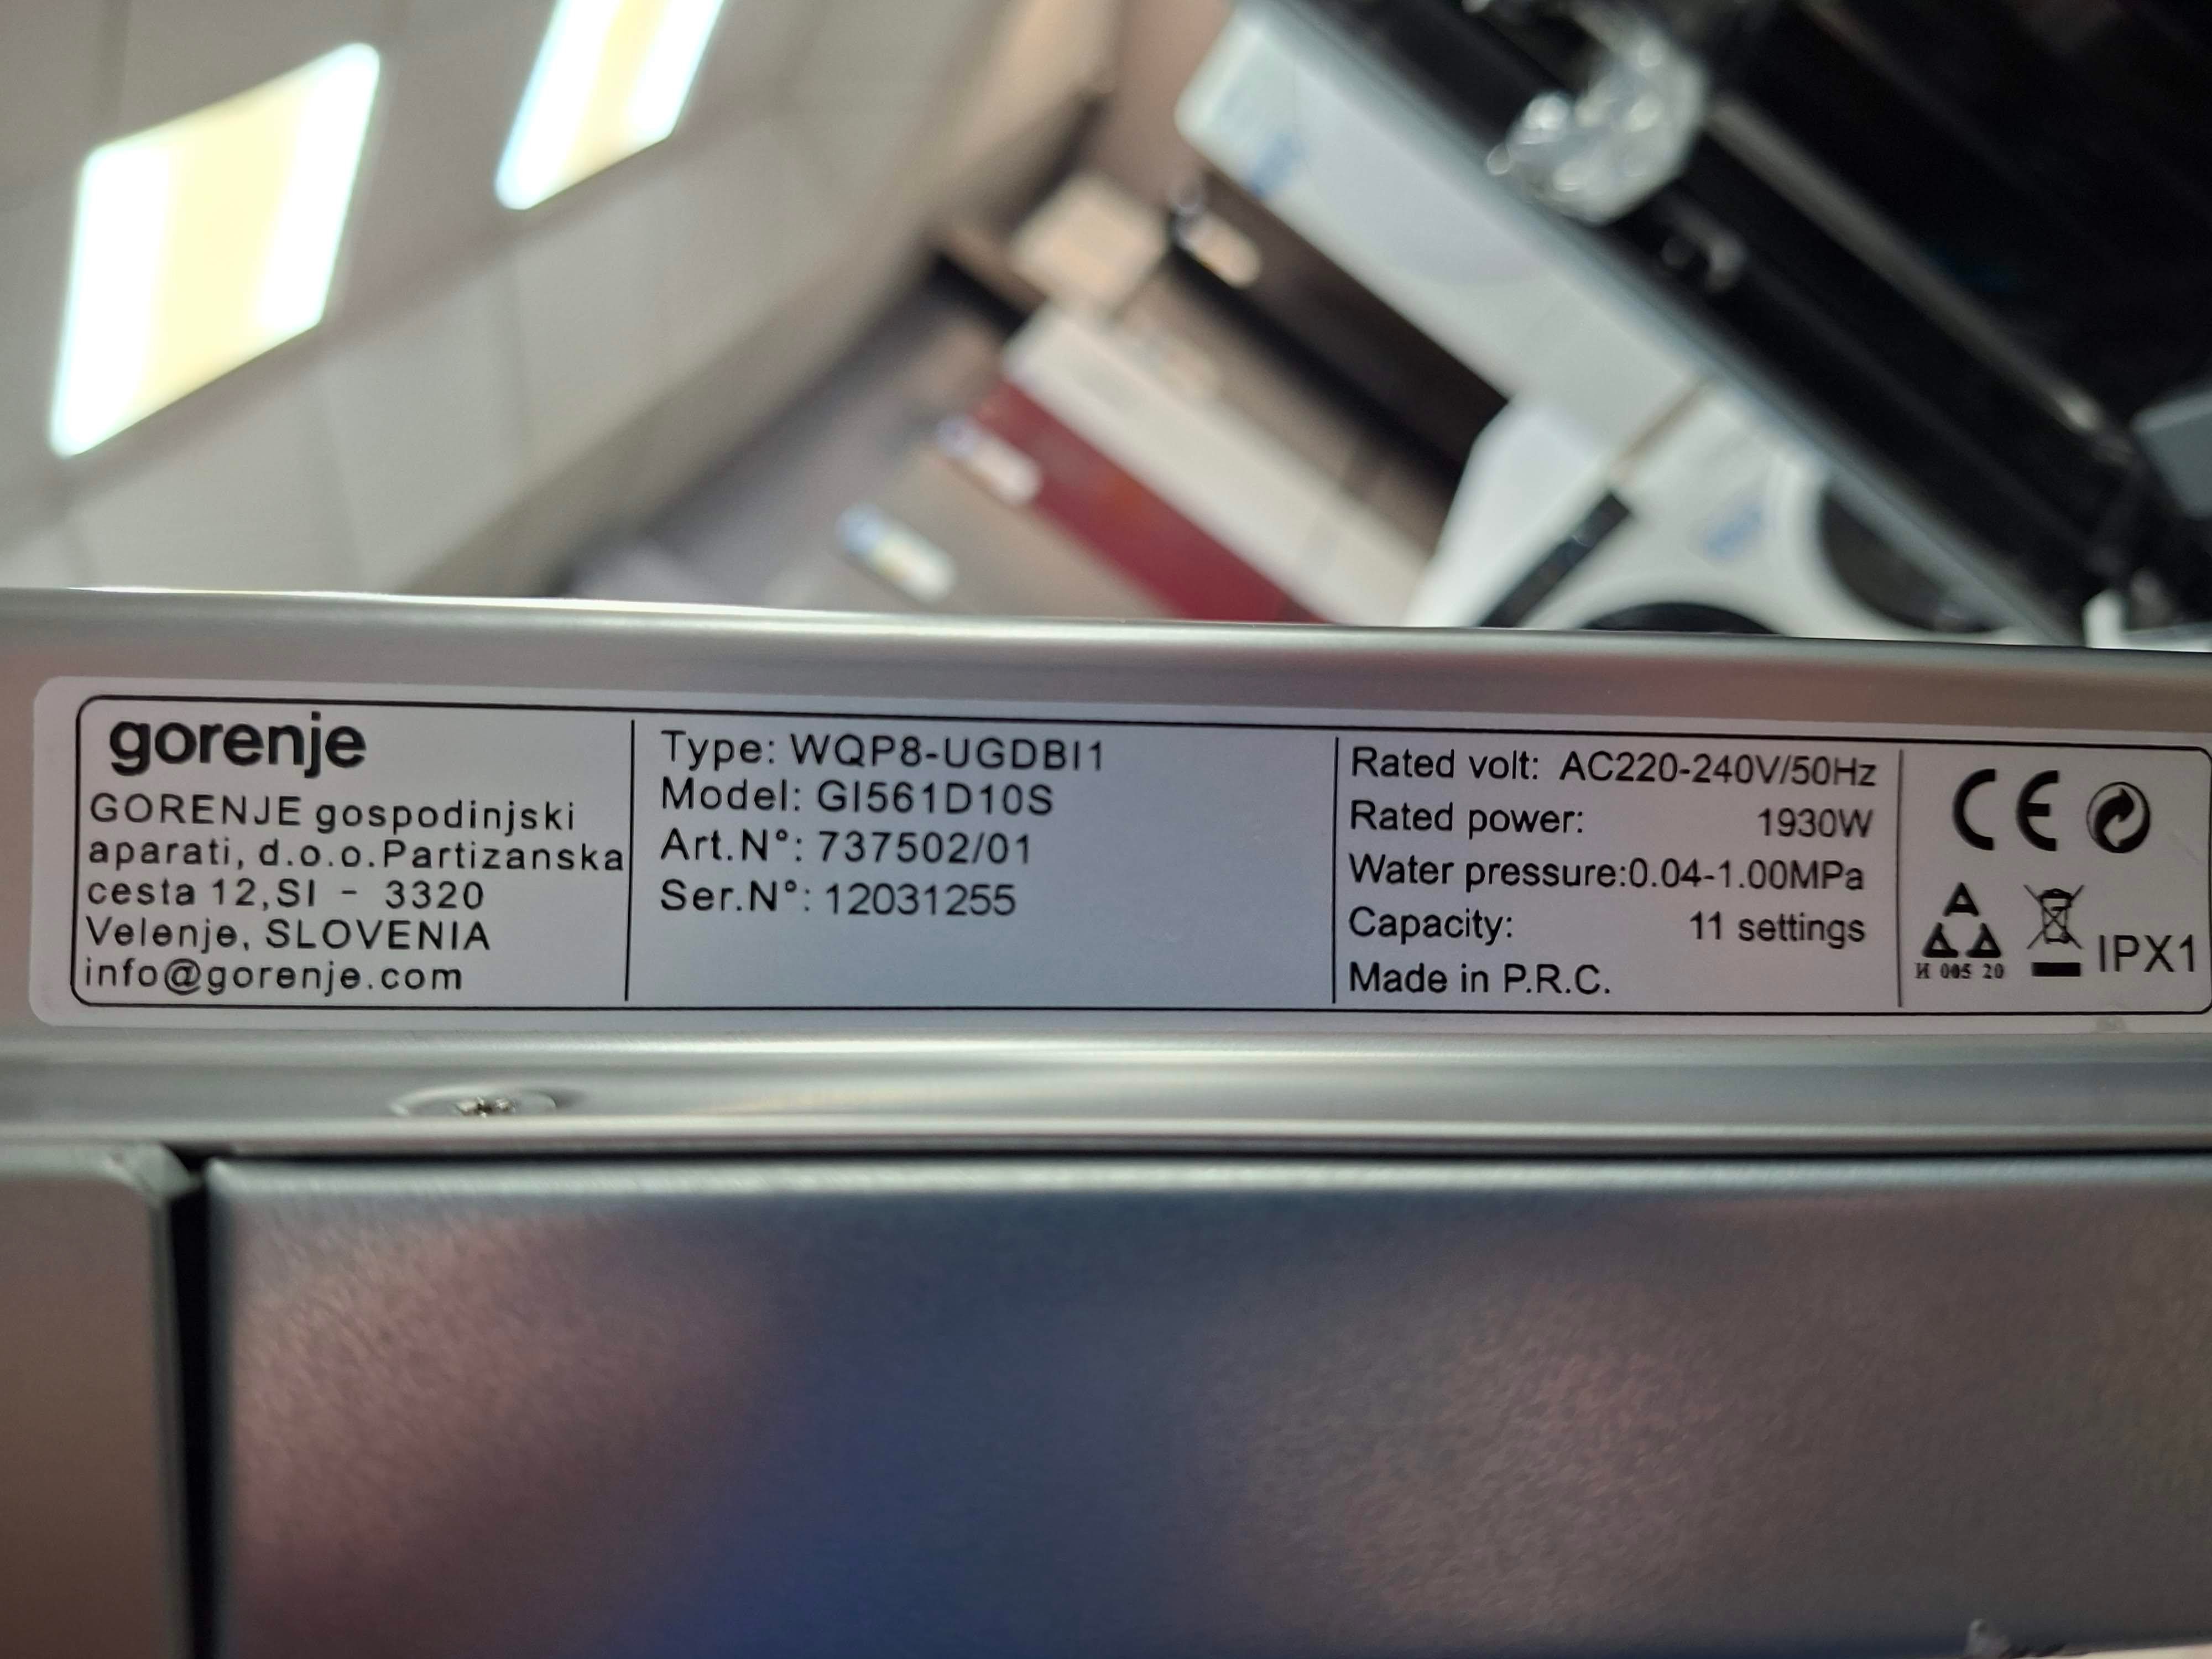 gorenje
GORENJE gospodinjski
aparati, d.o.o.Partizanska
cesta 12,SI - 3320
Velenje, SLOVENIA
info@gorenje.com
Type: WQP8-UGDBI1
Model: GI561D10S
Art.N°: 737502/01
Ser.N°: 12031255
Rated volt: AC220-240V/50Hz
Rated power: 1930W
Water pressure:0.04-1.00MPa
Capacity: 11 settings
Made in P.R.C.
CE
A
И 005 20
IPX1